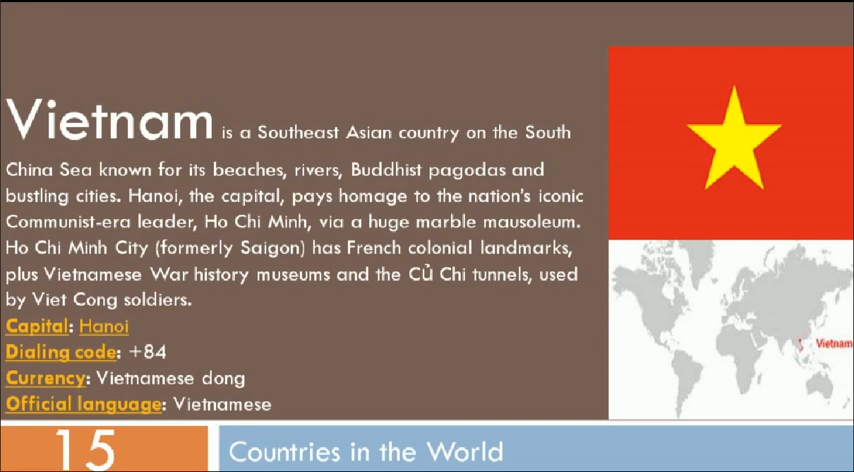 Vietnam is a Southeast Asian country on the South
China Sea known for its beaches, rivers, Buddhist pagodas and
bustling cities. Hanoi, the capital, pays homage to the nation's iconic
Communist-era leader, Ho Chi Minh, via a huge marble mausoleum.
Ho Chi Minh City (formerly Saigon) has French colonial landmarks,
plus Vietnamese War history museums and the Củ Chi tunnels, used
by Viet Cong soldiers.
Capital: Hanoi
Dialing code: +84
Currency: Vietnamese dong
Official language: Vietnamese
Vietnam
15
Countries in the World